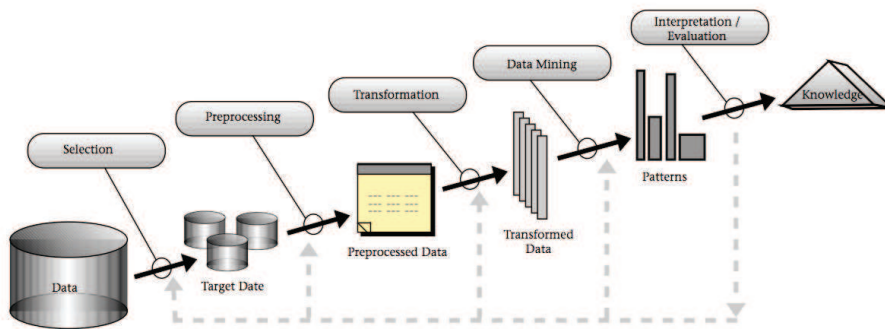 Interpretation /
Evaluation
Data Mining
Knowledge
Transformation
Preprocessing
Patterns
Selection
Transformed
Data
Preprocessed Data
Data
Target Date